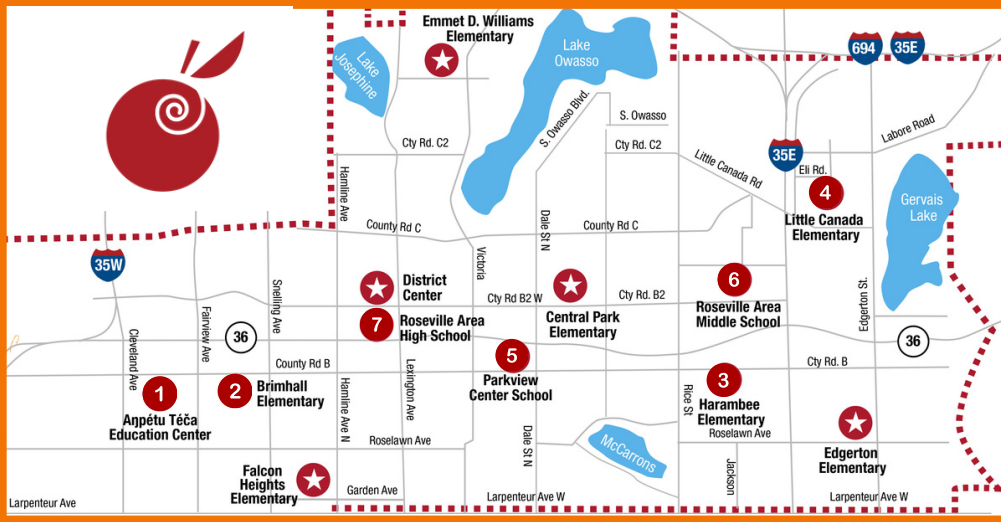 Emmet D. Williams
Elementary
Lake
Josephine
Lake
Owasso
694
35E
S. Owasso Blvd.
S. Owasso
Labore Road
Cty Rd. C2
Cty Rd. C2
35E
Little Canada Rd
Eli Rd.
4
Little Canada
Elementary
Gervais
Lake
Hamline Ave
County Rd C
Dale St N
County Rd C
35W
Victoria
Snelling Ave
District
Center
Cty Rd B2 W
Cty Rd. B2
6
Roseville Area
Middle School
Edgerton St.
Fairview Ave
Cleveland Ave
36
7
Roseville Area
High School
Central Park
Elementary
36
County Rd B
5
Parkview
Center School
Cty Rd. B
Lexington Ave
1
Aŋpétu Téča
Education Center
2
Brimhall
Elementary
Hamline Ave N
3
Harambee
Elementary
Rice St
Roselawn Ave
Roselawn Ave
Dale St N
McCarrons
Jackson
Edgerton
Elementary
Falcon
Heights
Elementary
Garden Ave
Larpenteur Ave
Larpenteur Ave W
Larpenteur Ave W